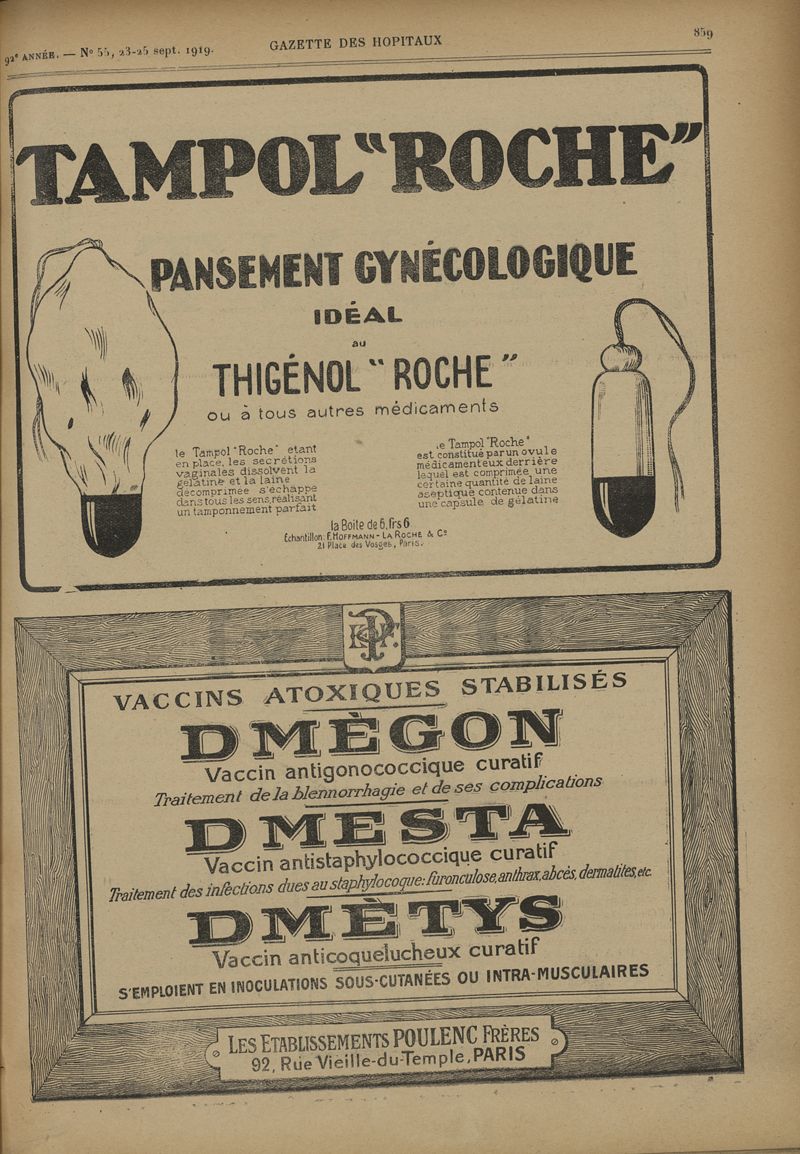 92e ANNÉE. — No 55, 23-25 sept. 1919.
GAZETTE DES HOPITAUX
859
TAMPOL "ROCHE"
PANSEMENT GYNÉCOLOGIQUE
IDÉAL
au
THIGÉNOL "ROCHE"
ou à tous autres médicaments
le Tampol "Roche" etant
en place, les secrétions
vaginales dissolvent la
gelatine et la laine
decomprimee s'échappe
dans tous les sens, realisant
un tamponnement parfait
Le Tampol "Roche"
est constitué par un ovule
médicamenteux derrière
lequel est comprimée une
certaine quantité de laine
aseptique contenue dans
une capsule de gélatine
la Boite de 6, frs 6
Échantillon: F. HOFFMANN-LA ROCHE & Co
21 Place des Vosges, Paris.
VACCINS ATOXIQUES STABILISÉS
DMÈGON
Vaccin antigonococcique curatif
Traitement de la blennorrhagie et de ses complications
DMESTA
Vaccin antistaphylococcique curatif
Traitement des infections dues au staphylocoque: furonculose, anthrax, abcès, dermatites, etc.
DMÈTYS
Vaccin anticoquelucheux curatif
S'EMPLOIENT EN INOCULATIONS SOUS-CUTANÉES OU INTRA-MUSCULAIRES
LES ETABLISSEMENTS POULENC FRÈRES
92, Rue Vieille-du-Temple, PARIS